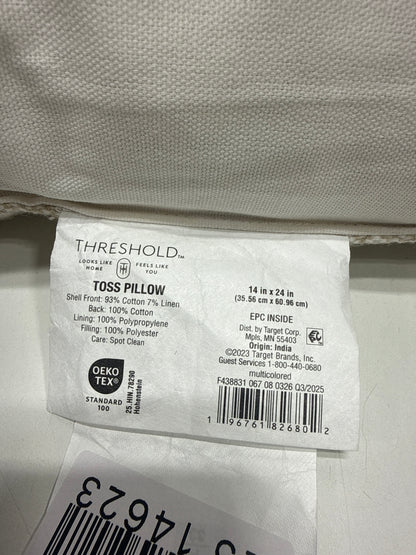 THRESHOLD™
LOOKS LIKE HOME
FEELS LIKE YOU
TOSS PILLOW
Shell Front: 93% Cotton 7% Linen
Back: 100% Cotton
Lining: 100% Polypropylene
Filling: 100% Polyester
Care: Spot Clean
OEKO
TEX®
STANDARD
100
25.HIN.78290
Hohenstein
14 in x 24 in
(35.56 cm x 60.96 cm)
EPC INSIDE
Dist. by Target Corp.
Mpls, MN 55403
Origin: India
©2023 Target Brands, Inc.
Guest Services 1-800-440-0680
multicolored
F438831 067 08 0326 Q3/2025
1 96761 82680 2
14623